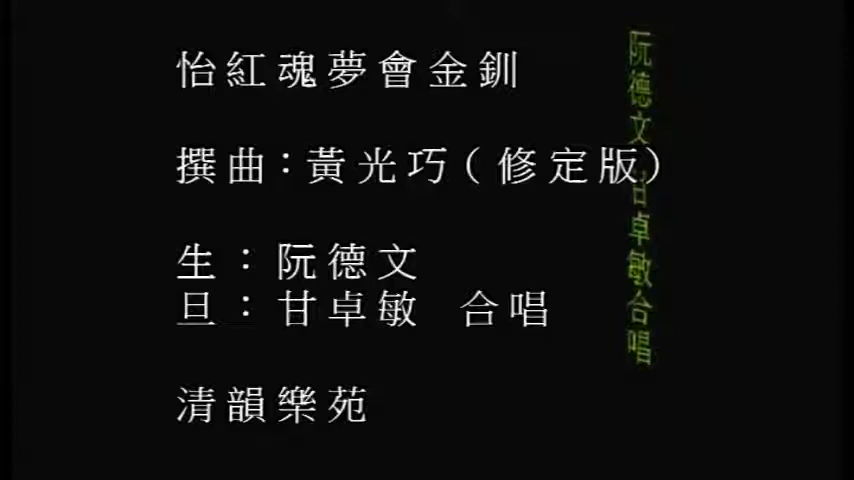 怡紅魂夢會金釧
撰曲：黃光巧（修定版）
生：阮德文
旦：甘卓敏 合唱
清韻樂苑
阮德文 甘卓敏合唱